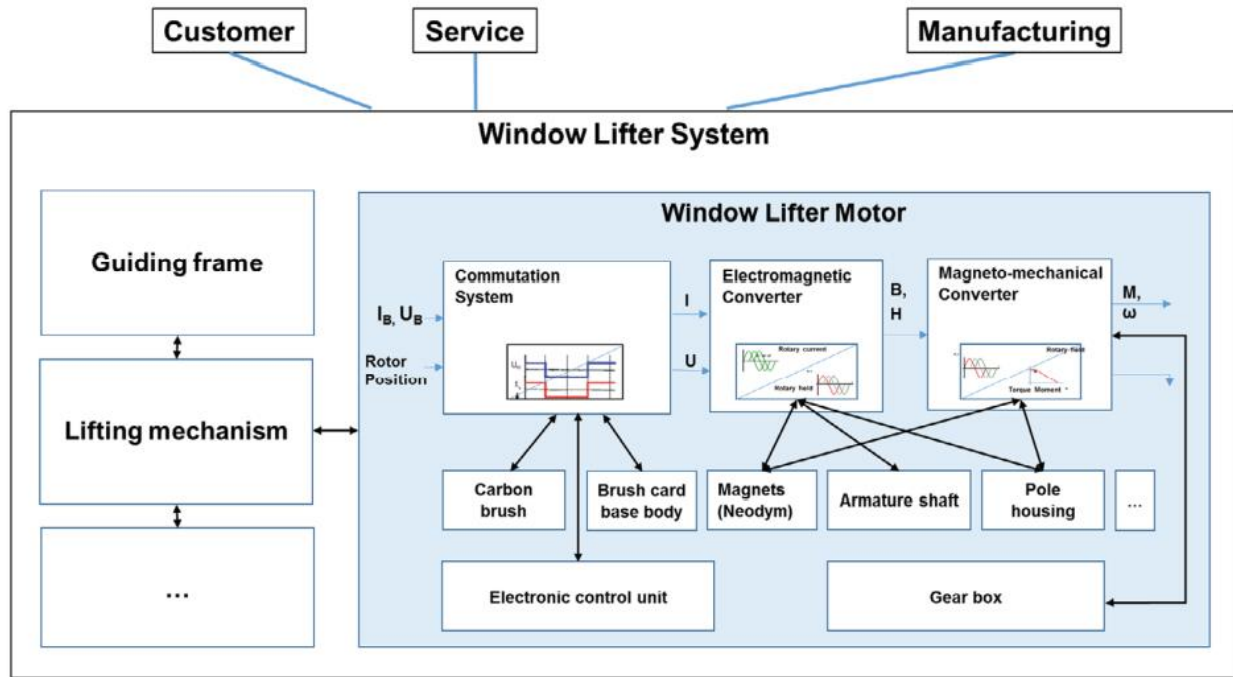 Customer
Service
Manufacturing
Window Lifter System
Guiding frame
Lifting mechanism
...
Window Lifter Motor
I_B, U_B
Rotor
Position
Commutation
System
I
U
Electromagnetic
Converter
Rotary current
Rotary field
B,
H
Magneto-mechanical
Converter
Rotary field
Torque Moment
M,
ω
Carbon
brush
Brush card
base body
Magnets
(Neodym)
Armature shaft
Pole
housing
...
Electronic control unit
Gear box